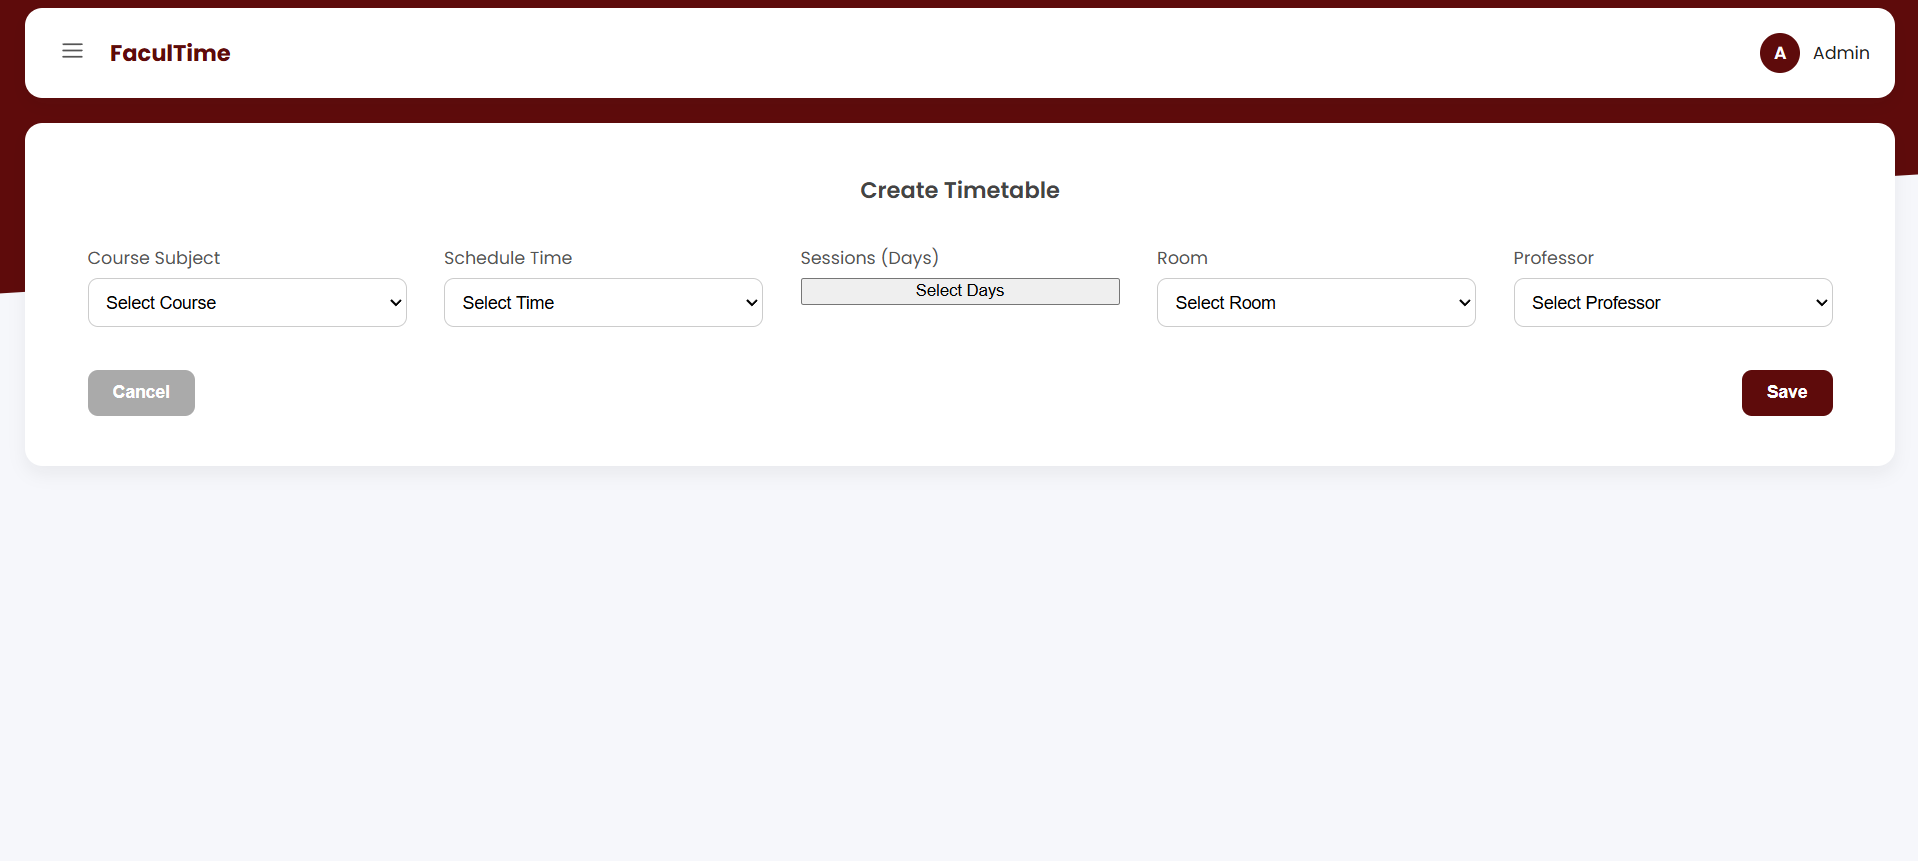 FaculTime
A Admin
Create Timetable
Course Subject Schedule Time Sessions (Days) Room Professor
Select Course Select Time Select Days Select Room Select Professor
Cancel Save